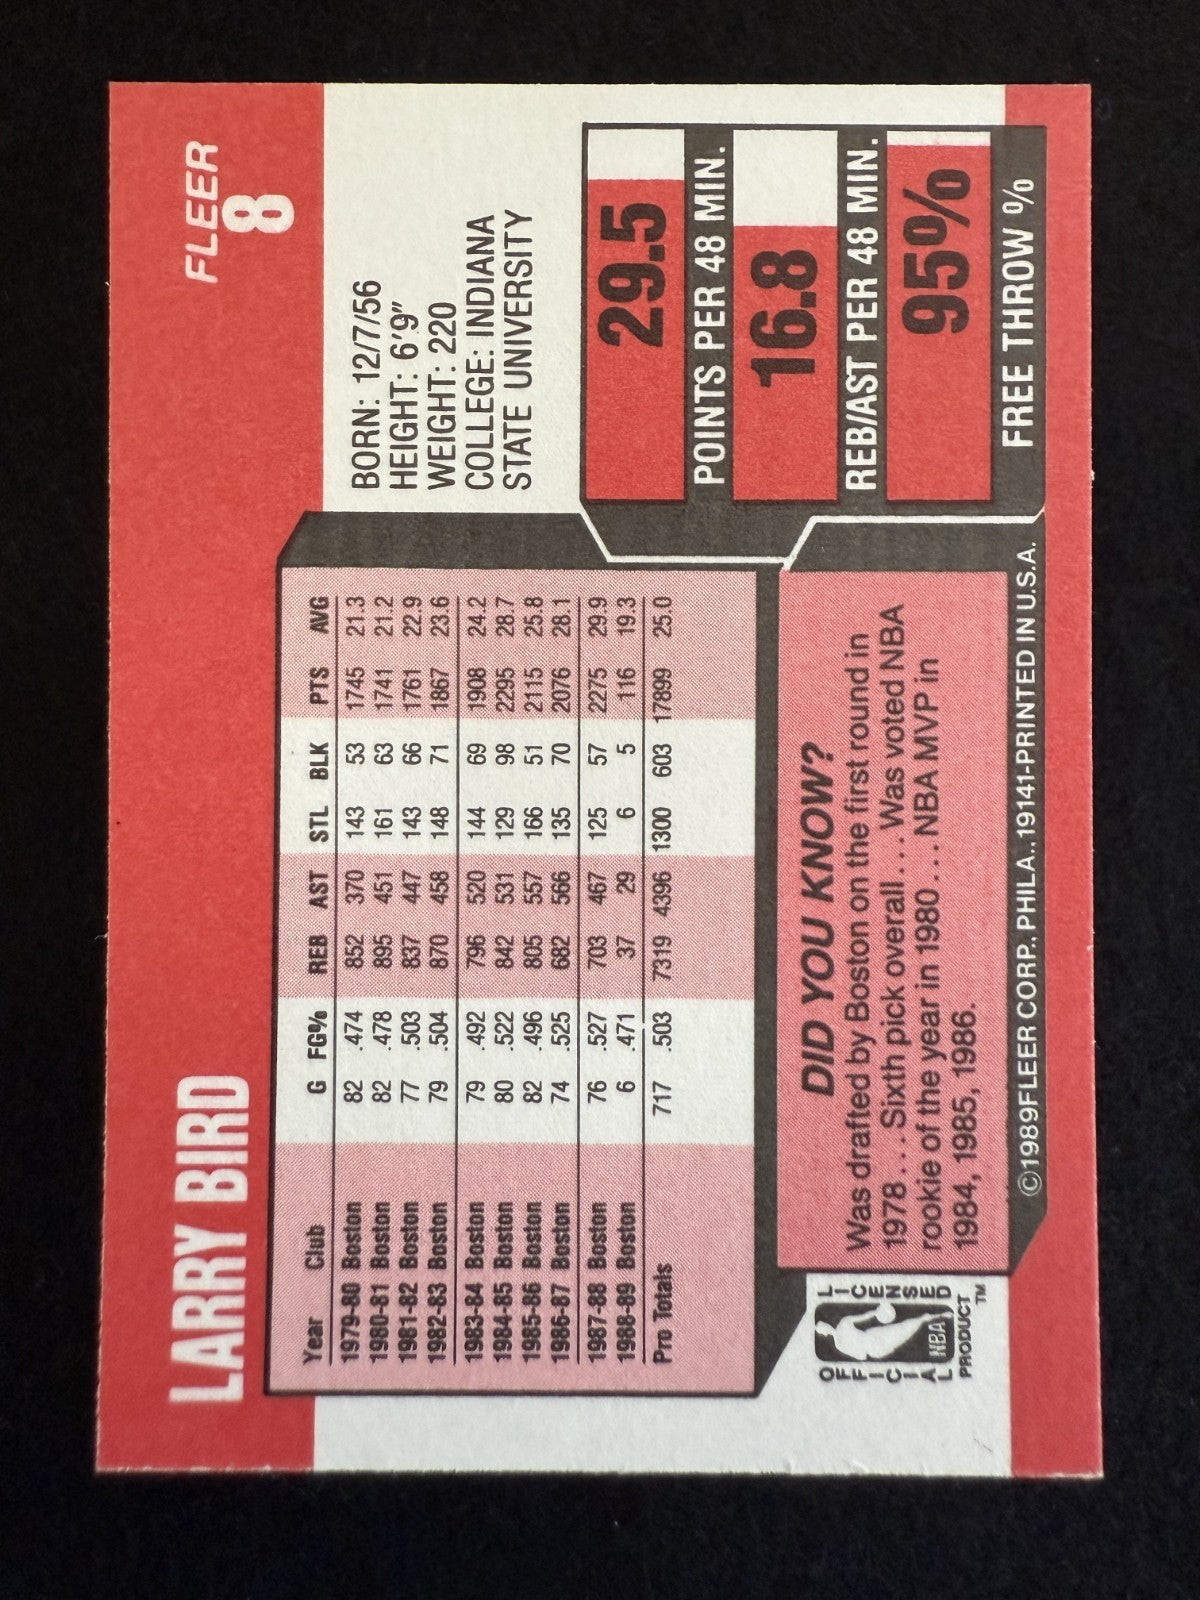 LARRY BIRD
FLEER
8
Year Club G FG% REB AST STL BLK PTS AVG
1979-80 Boston 82 .474 852 370 143 53 1745 21.3
1980-81 Boston 82 .478 895 451 161 63 1741 21.2
1981-82 Boston 77 .503 837 447 143 66 1761 22.9
1982-83 Boston 79 .504 870 458 148 71 1867 23.6
1983-84 Boston 79 .492 796 520 144 69 1908 24.2
1984-85 Boston 80 .522 842 531 129 98 2295 28.7
1985-86 Boston 82 .496 805 557 166 51 2115 25.8
1986-87 Boston 74 .525 682 566 135 70 2076 28.1
1987-88 Boston 76 .527 703 467 125 57 2275 29.9
1988-89 Boston 6 .471 37 29 6 5 116 19.3
Pro Totals 717 .503 7319 4396 1300 603 17899 25.0
BORN: 12/7/56
HEIGHT: 6'9"
WEIGHT: 220
COLLEGE: INDIANA
STATE UNIVERSITY
29.5
POINTS PER 48 MIN.
16.8
REB/AST PER 48 MIN.
95%
FREE THROW %
DID YOU KNOW?
Was drafted by Boston on the first round in
1978...Sixth pick overall....Was voted NBA
rookie of the year in 1980....NBA MVP in
1984, 1985, 1986.
OFFICIAL LICENSED
NBA
PRODUCT
TM
©1989FLEER CORP., PHILA.,19141-PRINTED IN U.S.A.